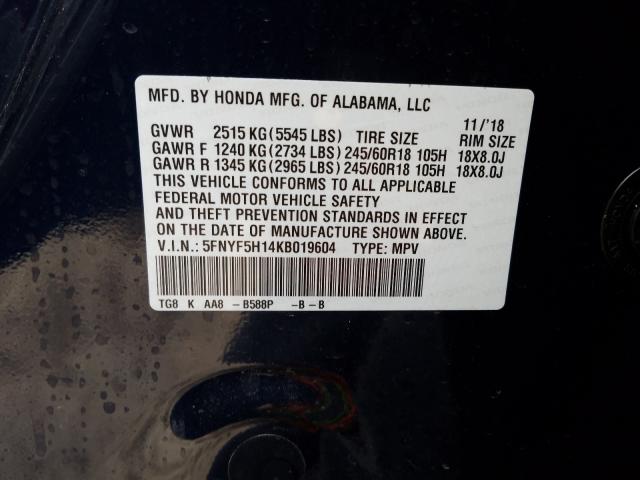 MFD. BY HONDA MFG. OF ALABAMA, LLC
11/'18
GVWR 2515 KG (5545 LBS) TIRE SIZE RIM SIZE
GAWR F 1240 KG (2734 LBS) 245/60R18 105H 18X8.0J
GAWR R 1345 KG (2965 LBS) 245/60R18 105H 18X8.0J
THIS VEHICLE CONFORMS TO ALL APPLICABLE
FEDERAL MOTOR VEHICLE SAFETY
AND THEFT PREVENTION STANDARDS IN EFFECT
ON THE DATE OF MANUFACTURE SHOWN ABOVE.
V.I.N.: 5FNYF5H14KB019604 TYPE: MPV
TG8 K AA8 -B588P -B-B